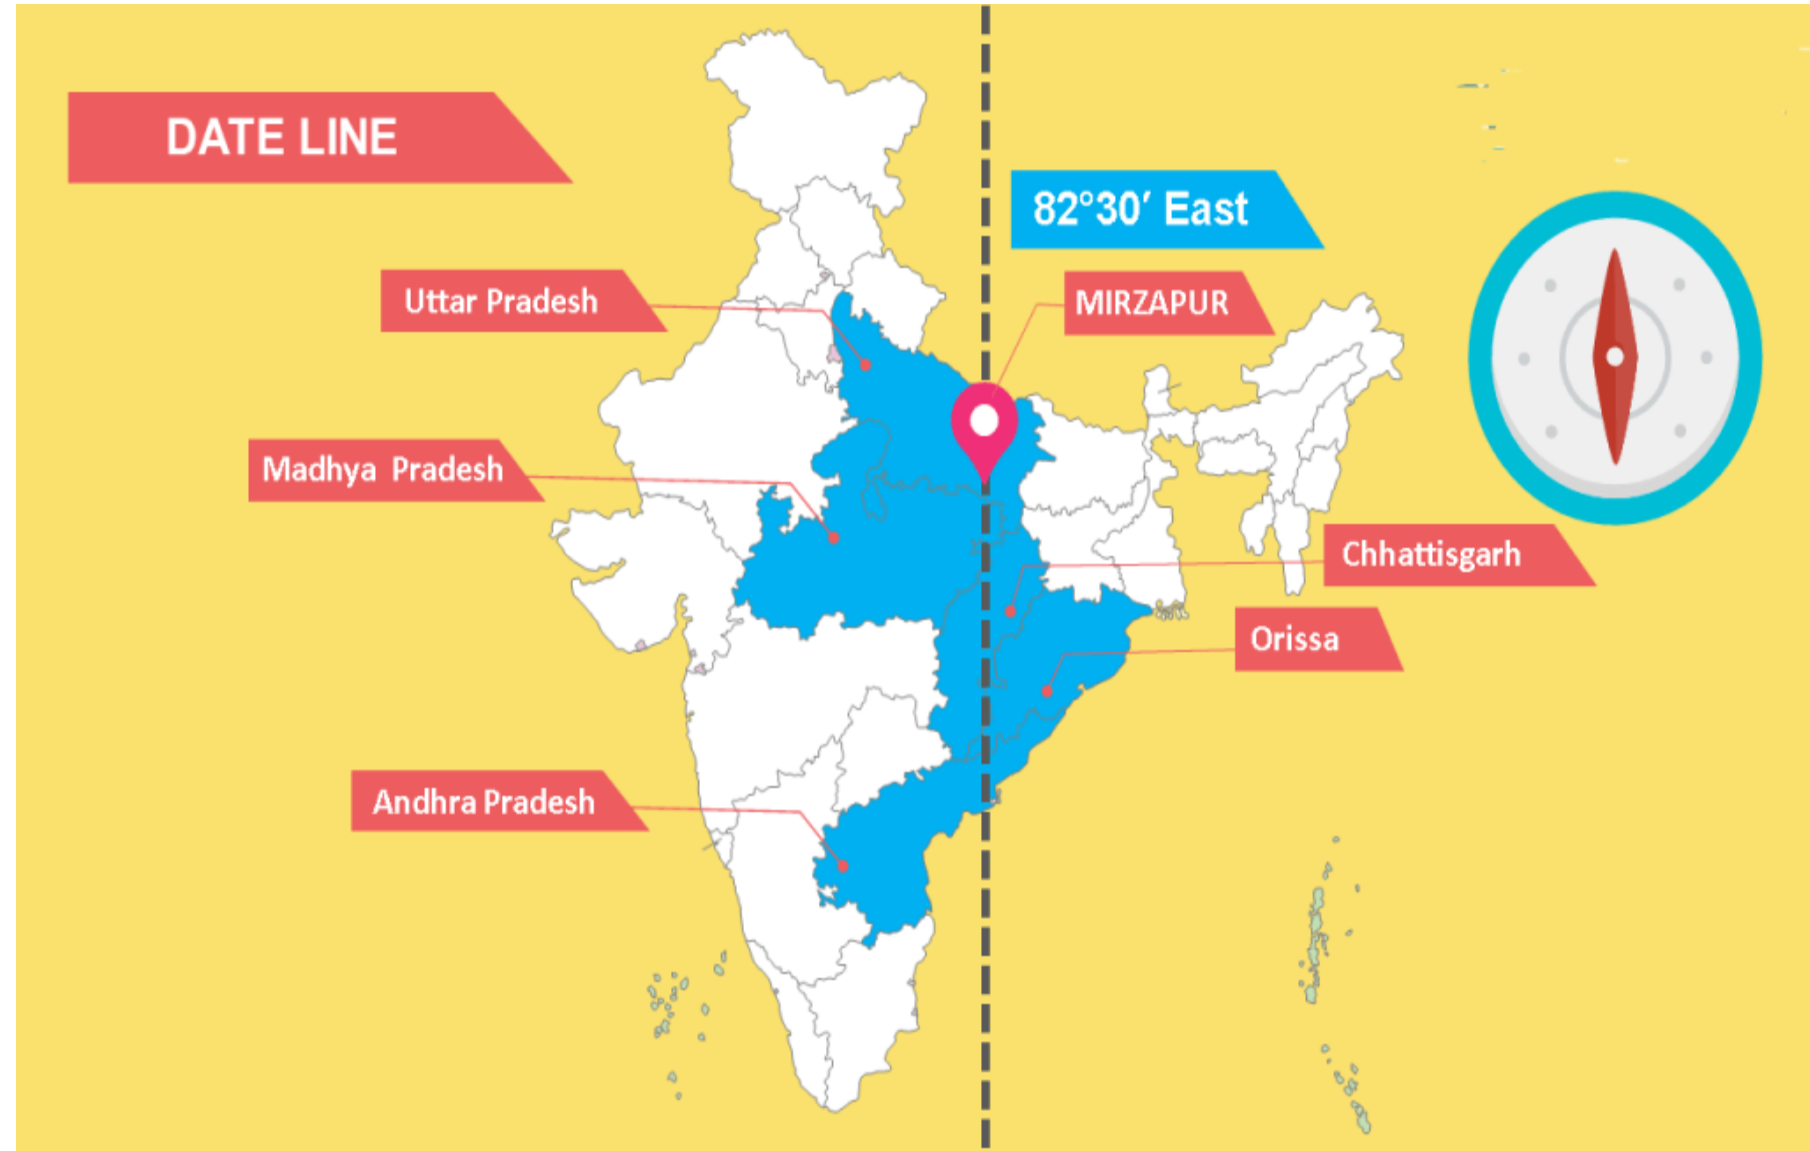 DATE LINE
82°30′ East
Uttar Pradesh
MIRZAPUR
Madhya Pradesh
Chhattisgarh
Orissa
Andhra Pradesh